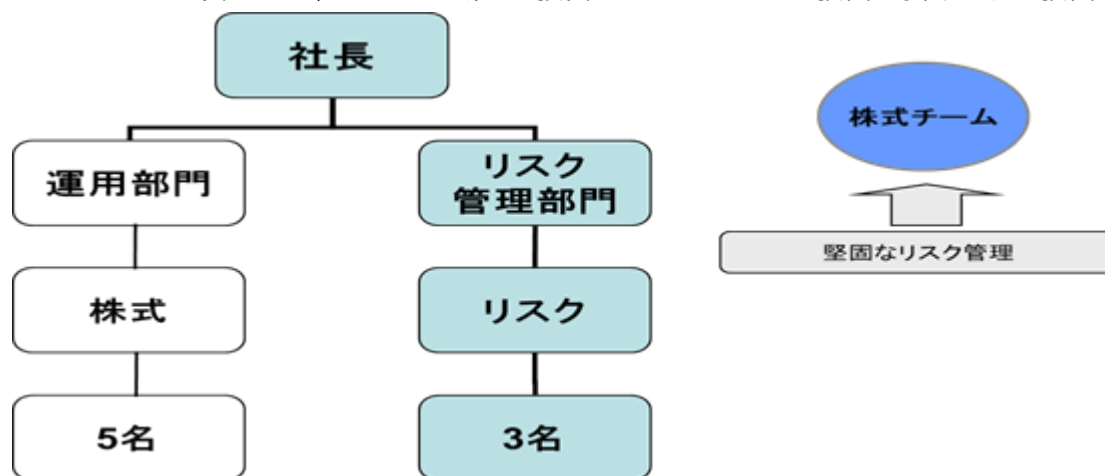 社長
運用部門
リスク
管理部門
株式
リスク
5名
3名
株式チーム
堅固なリスク管理